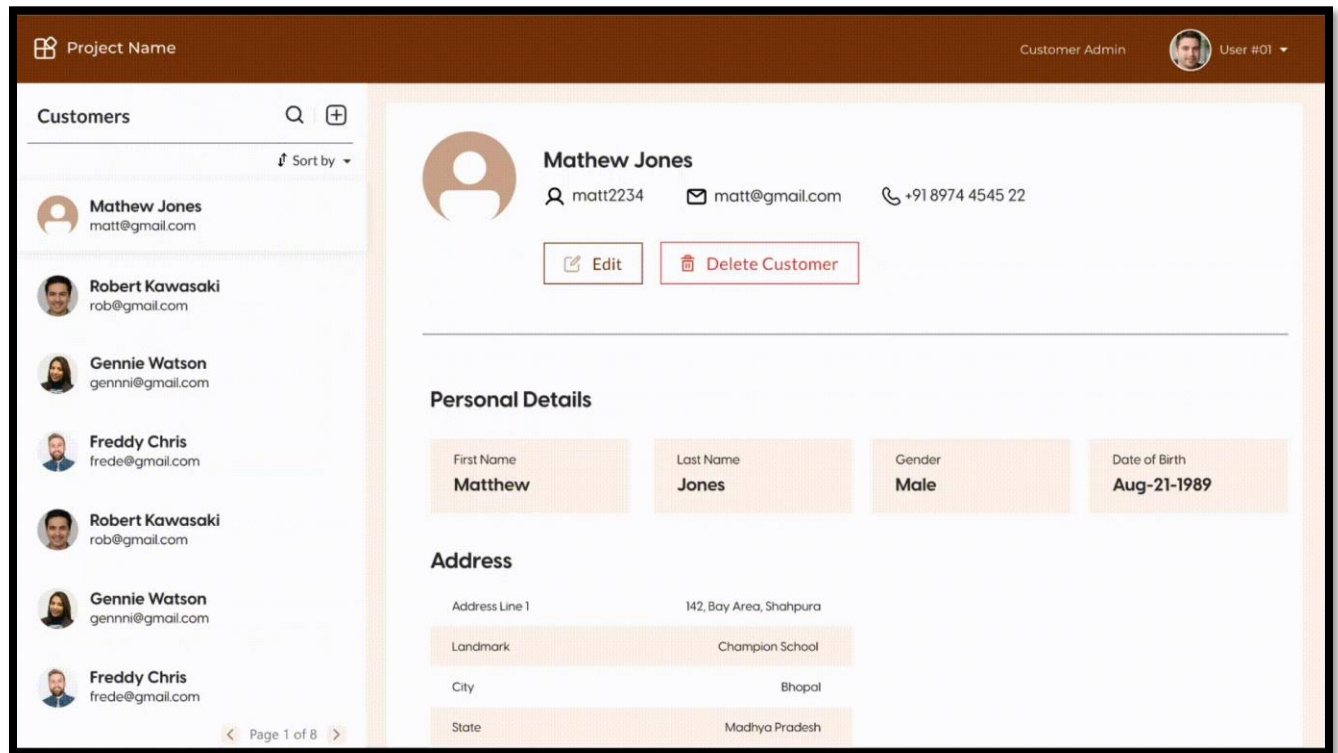 Project Name
Customer Admin
User #01
Customers
Sort by
Mathew Jones
matt@gmail.com
Robert Kawasaki
rob@gmail.com
Gennie Watson
gennni@gmail.com
Freddy Chris
frede@gmail.com
Robert Kawasaki
rob@gmail.com
Gennie Watson
gennni@gmail.com
Freddy Chris
frede@gmail.com
Page 1 of 8
Mathew Jones
matt2234 matt@gmail.com +91 8974 4545 22
Edit Delete Customer
Personal Details
First Name Last Name Gender Date of Birth
Matthew Jones Male Aug-21-1989
Address
Address Line 1 142, Bay Area, Shahpura
Landmark Champion School
City Bhopal
State Madhya Pradesh